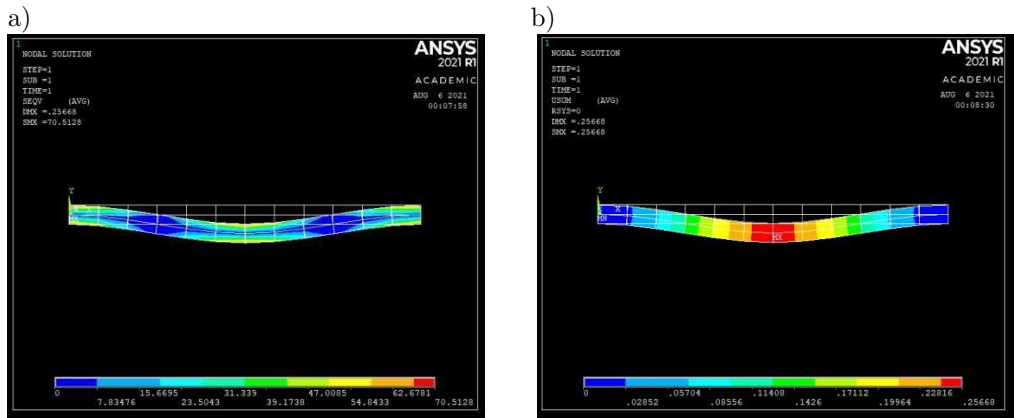 a)
1
NODAL SOLUTION
STEP=1
SUB =1
TIME=1
SEQV (AVG)
DMX =.25668
SMX =70.5128
ANSYS
2021 R1
ACADEMIC
AUG 6 2021
00:07:58
Y
X
0 15.6695 31.339 47.0085 62.6781
7.83476 23.5043 39.1738 54.8433 70.5128
b)
1
NODAL SOLUTION
STEP=1
SUB =1
TIME=1
USUM (AVG)
RSYS=0
DMX =.25668
SMX =.25668
ANSYS
2021 R1
ACADEMIC
AUG 6 2021
00:08:30
Y
X
MN
MX
0 .05704 .11408 .17112 .22816
.02852 .08556 .1426 .19964 .25668